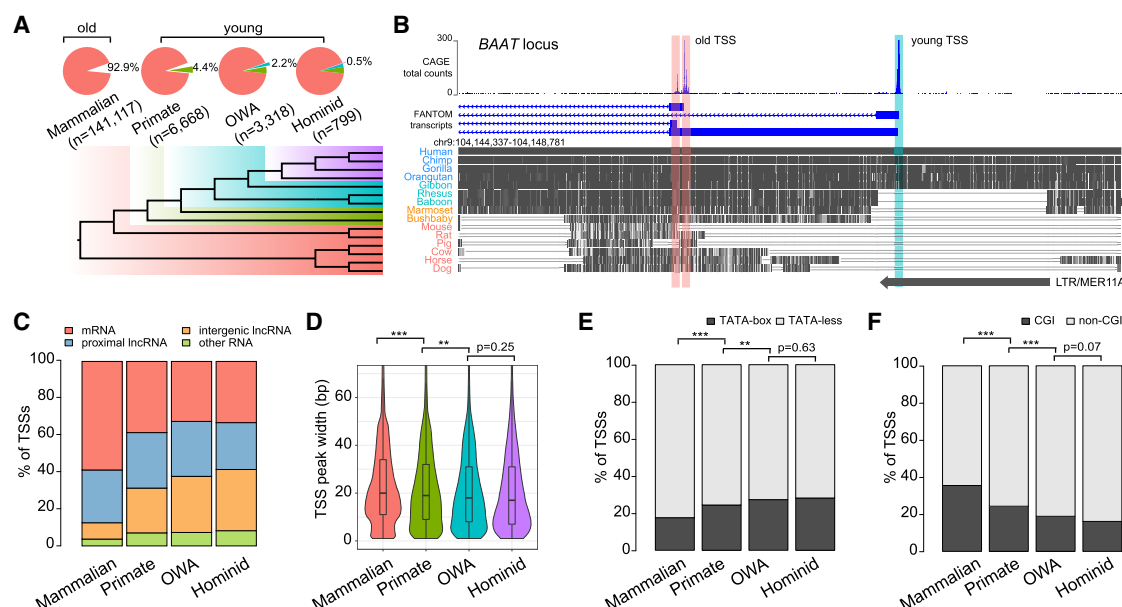 A
old
young
92.9%
4.4%
2.2%
0.5%
Mammalian
(n=141,117)
Primate
(n=6,668)
OWA
(n=3,318)
Hominid
(n=799)
B
BAAT locus
old TSS
young TSS
300
CAGE
total counts
0
FANTOM
transcripts
chr9:104,144,337-104,148,781
Human
Chimp
Gorilla
Orangutan
Gibbon
Rhesus
Baboon
Marmoset
Bushbaby
Mouse
Rat
Pig
Cow
Horse
Dog
LTR/MER11A
C
mRNA
proximal lncRNA
intergenic lncRNA
other RNA
% of TSSs
100
80
60
40
20
0
Mammalian
Primate
OWA
Hominid
D
***
**
p=0.25
TSS peak width (bp)
60
40
20
0
Mammalian
Primate
OWA
Hominid
E
TATA-box
TATA-less
***
**
p=0.63
% of TSSs
100
80
60
40
20
0
Mammalian
Primate
OWA
Hominid
F
CGI
non-CGI
***
***
p=0.07
% of TSSs
100
80
60
40
20
0
Mammalian
Primate
OWA
Hominid